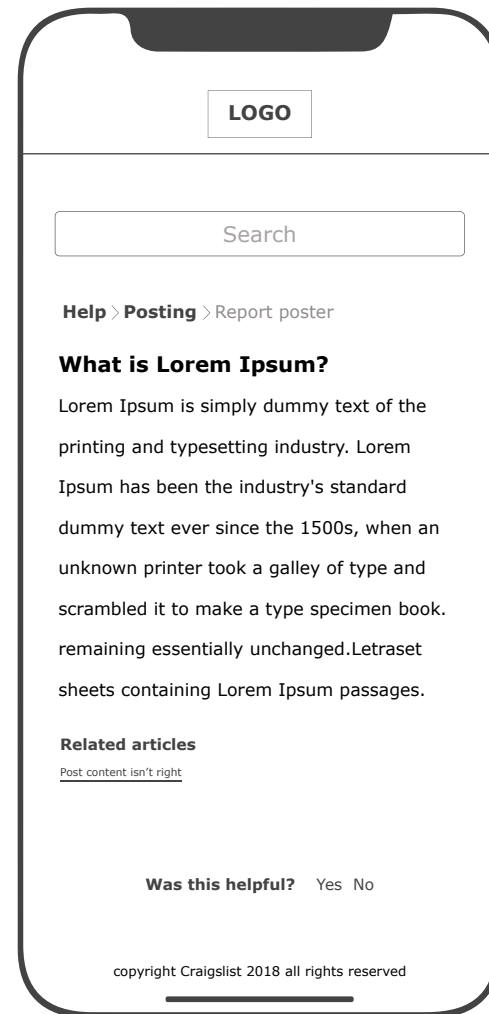 LOGO
Search
Help > Posting > Report poster
What is Lorem Ipsum?
Lorem Ipsum is simply dummy text of the
printing and typesetting industry. Lorem
Ipsum has been the industry's standard
dummy text ever since the 1500s, when an
unknown printer took a galley of type and
scrambled it to make a type specimen book.
remaining essentially unchanged.Letraset
sheets containing Lorem Ipsum passages.
Related articles
Post content isn’t right
Was this helpful? Yes No
copyright Craigslist 2018 all rights reserved